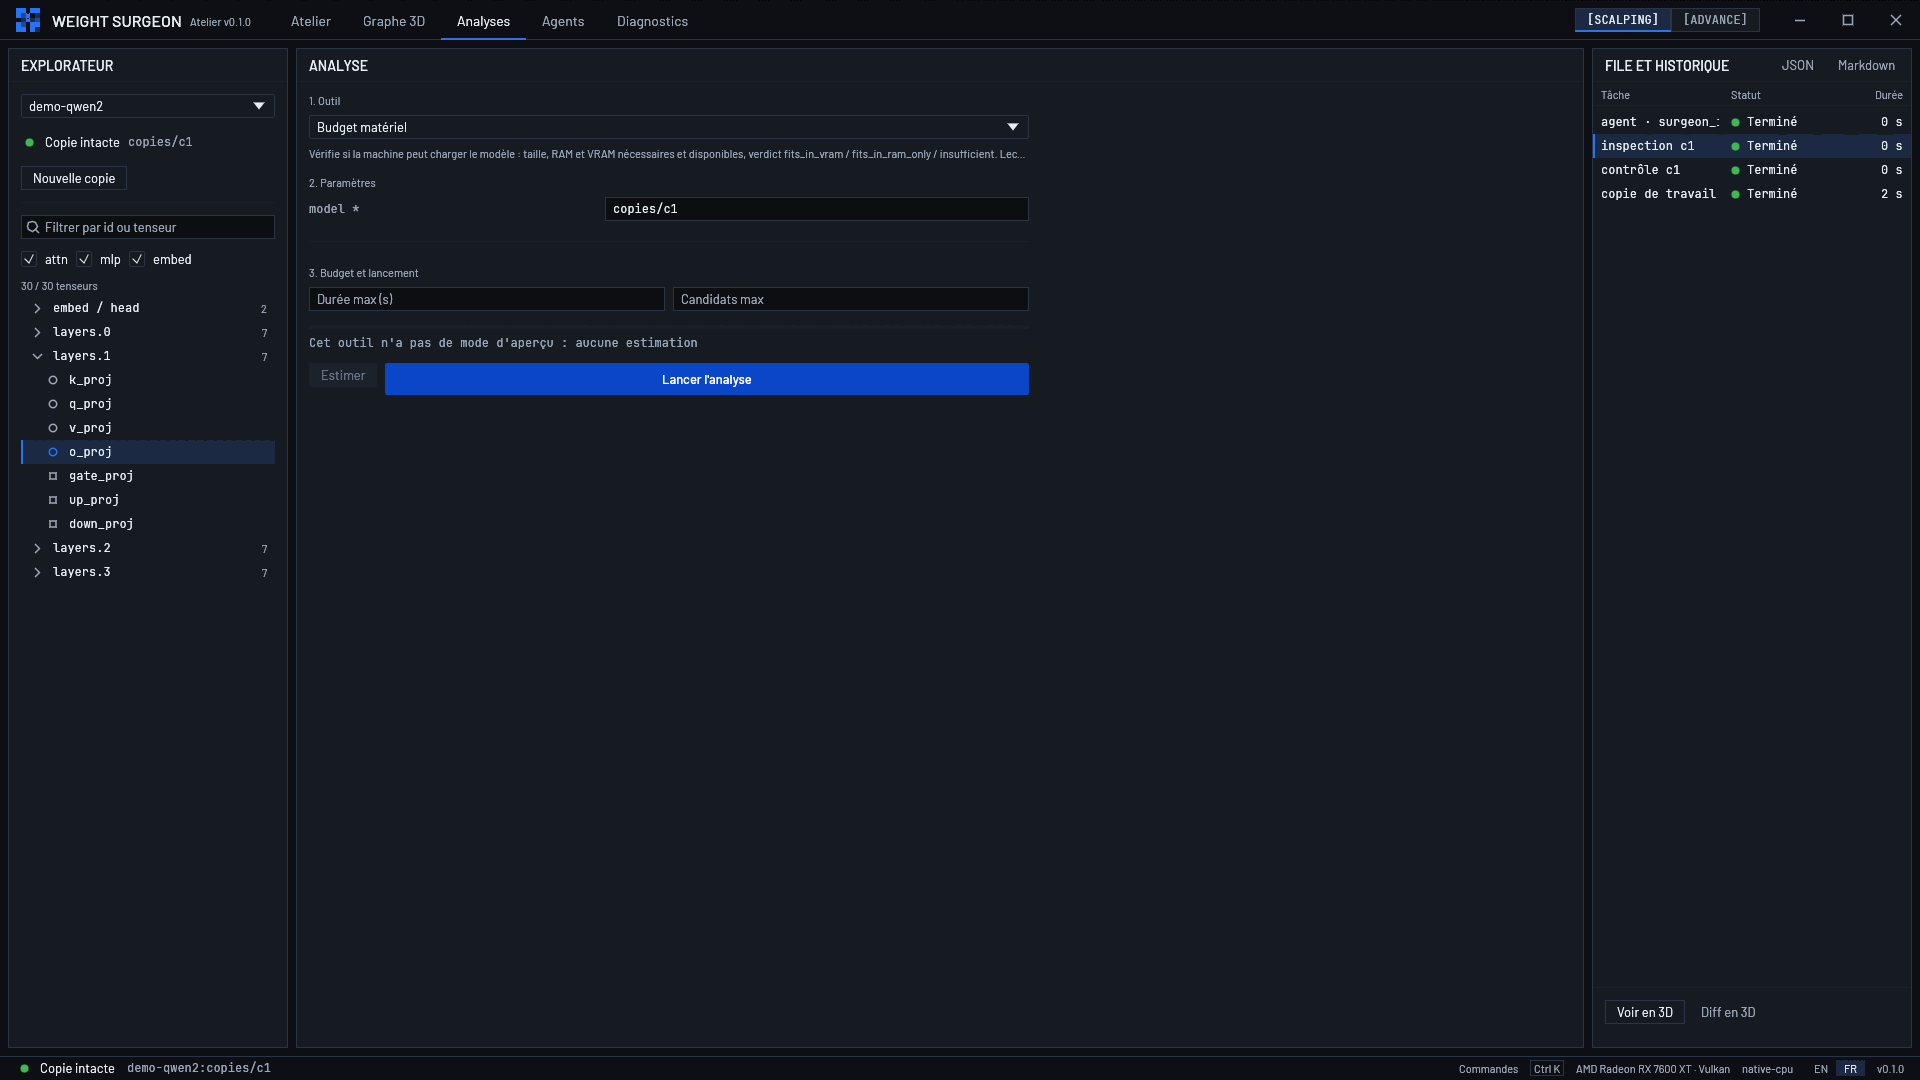 WEIGHT SURGEON Atelier v0.1.0 Atelier Graphe 3D Analyses Agents Diagnostics [SCALPING] [ADVANCE]
EXPLORATEUR
demo-qwen2
Copie intacte copies/c1
Nouvelle copie
Filtrer par id ou tenseur
attn mlp embed
30 / 30 tenseurs
embed / head 2
layers.0 7
layers.1 7
k_proj
q_proj
v_proj
o_proj
gate_proj
up_proj
down_proj
layers.2 7
layers.3 7
ANALYSE
1. Outil
Budget matériel
Vérifie si la machine peut charger le modèle : taille, RAM et VRAM nécessaires et disponibles, verdict fits_in_vram / fits_in_ram_only / insufficient. Lec...
2. Paramètres
model * copies/c1
3. Budget et lancement
Durée max (s) Candidats max
Cet outil n'a pas de mode d'aperçu : aucune estimation
Estimer Lancer l'analyse
FILE ET HISTORIQUE JSON Markdown
Tâche Statut Durée
agent · surgeon_ Terminé 0 s
inspection c1 Terminé 0 s
contrôle c1 Terminé 0 s
copie de travail Terminé 2 s
Voir en 3D Diff en 3D
Copie intacte demo-qwen2:copies/c1 Commandes Ctrl K AMD Radeon RX 7600 XT · Vulkan native-cpu EN FR v0.1.0